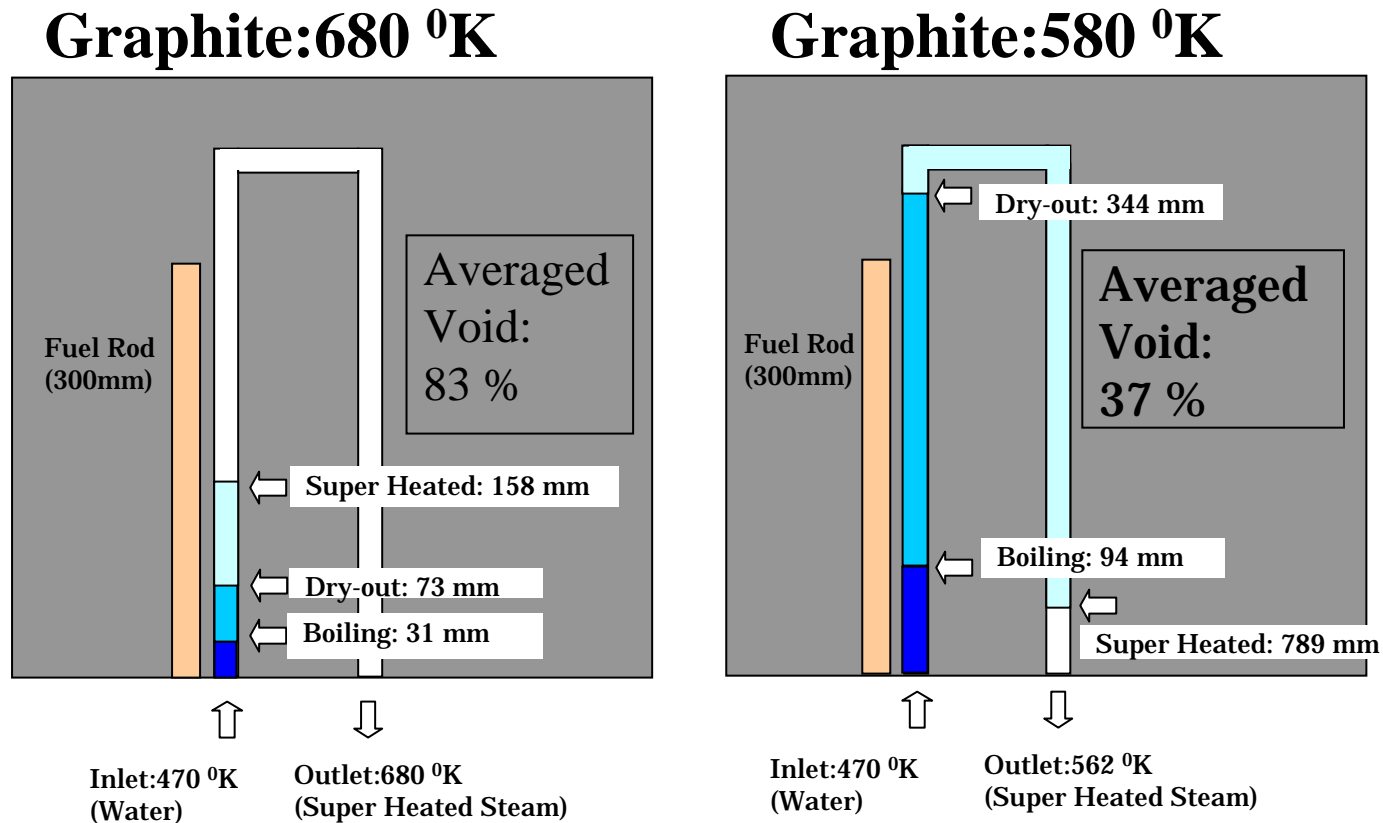 Graphite:680 ⁰K
Averaged
Void:
83 %
Fuel Rod
(300mm)
Super Heated: 158 mm
Dry-out: 73 mm
Boiling: 31 mm
Inlet:470 ⁰K
(Water)
Outlet:680 ⁰K
(Super Heated Steam)
Graphite:580 ⁰K
Dry-out: 344 mm
Averaged
Void:
37 %
Fuel Rod
(300mm)
Boiling: 94 mm
Super Heated: 789 mm
Inlet:470 ⁰K
(Water)
Outlet:562 ⁰K
(Super Heated Steam)